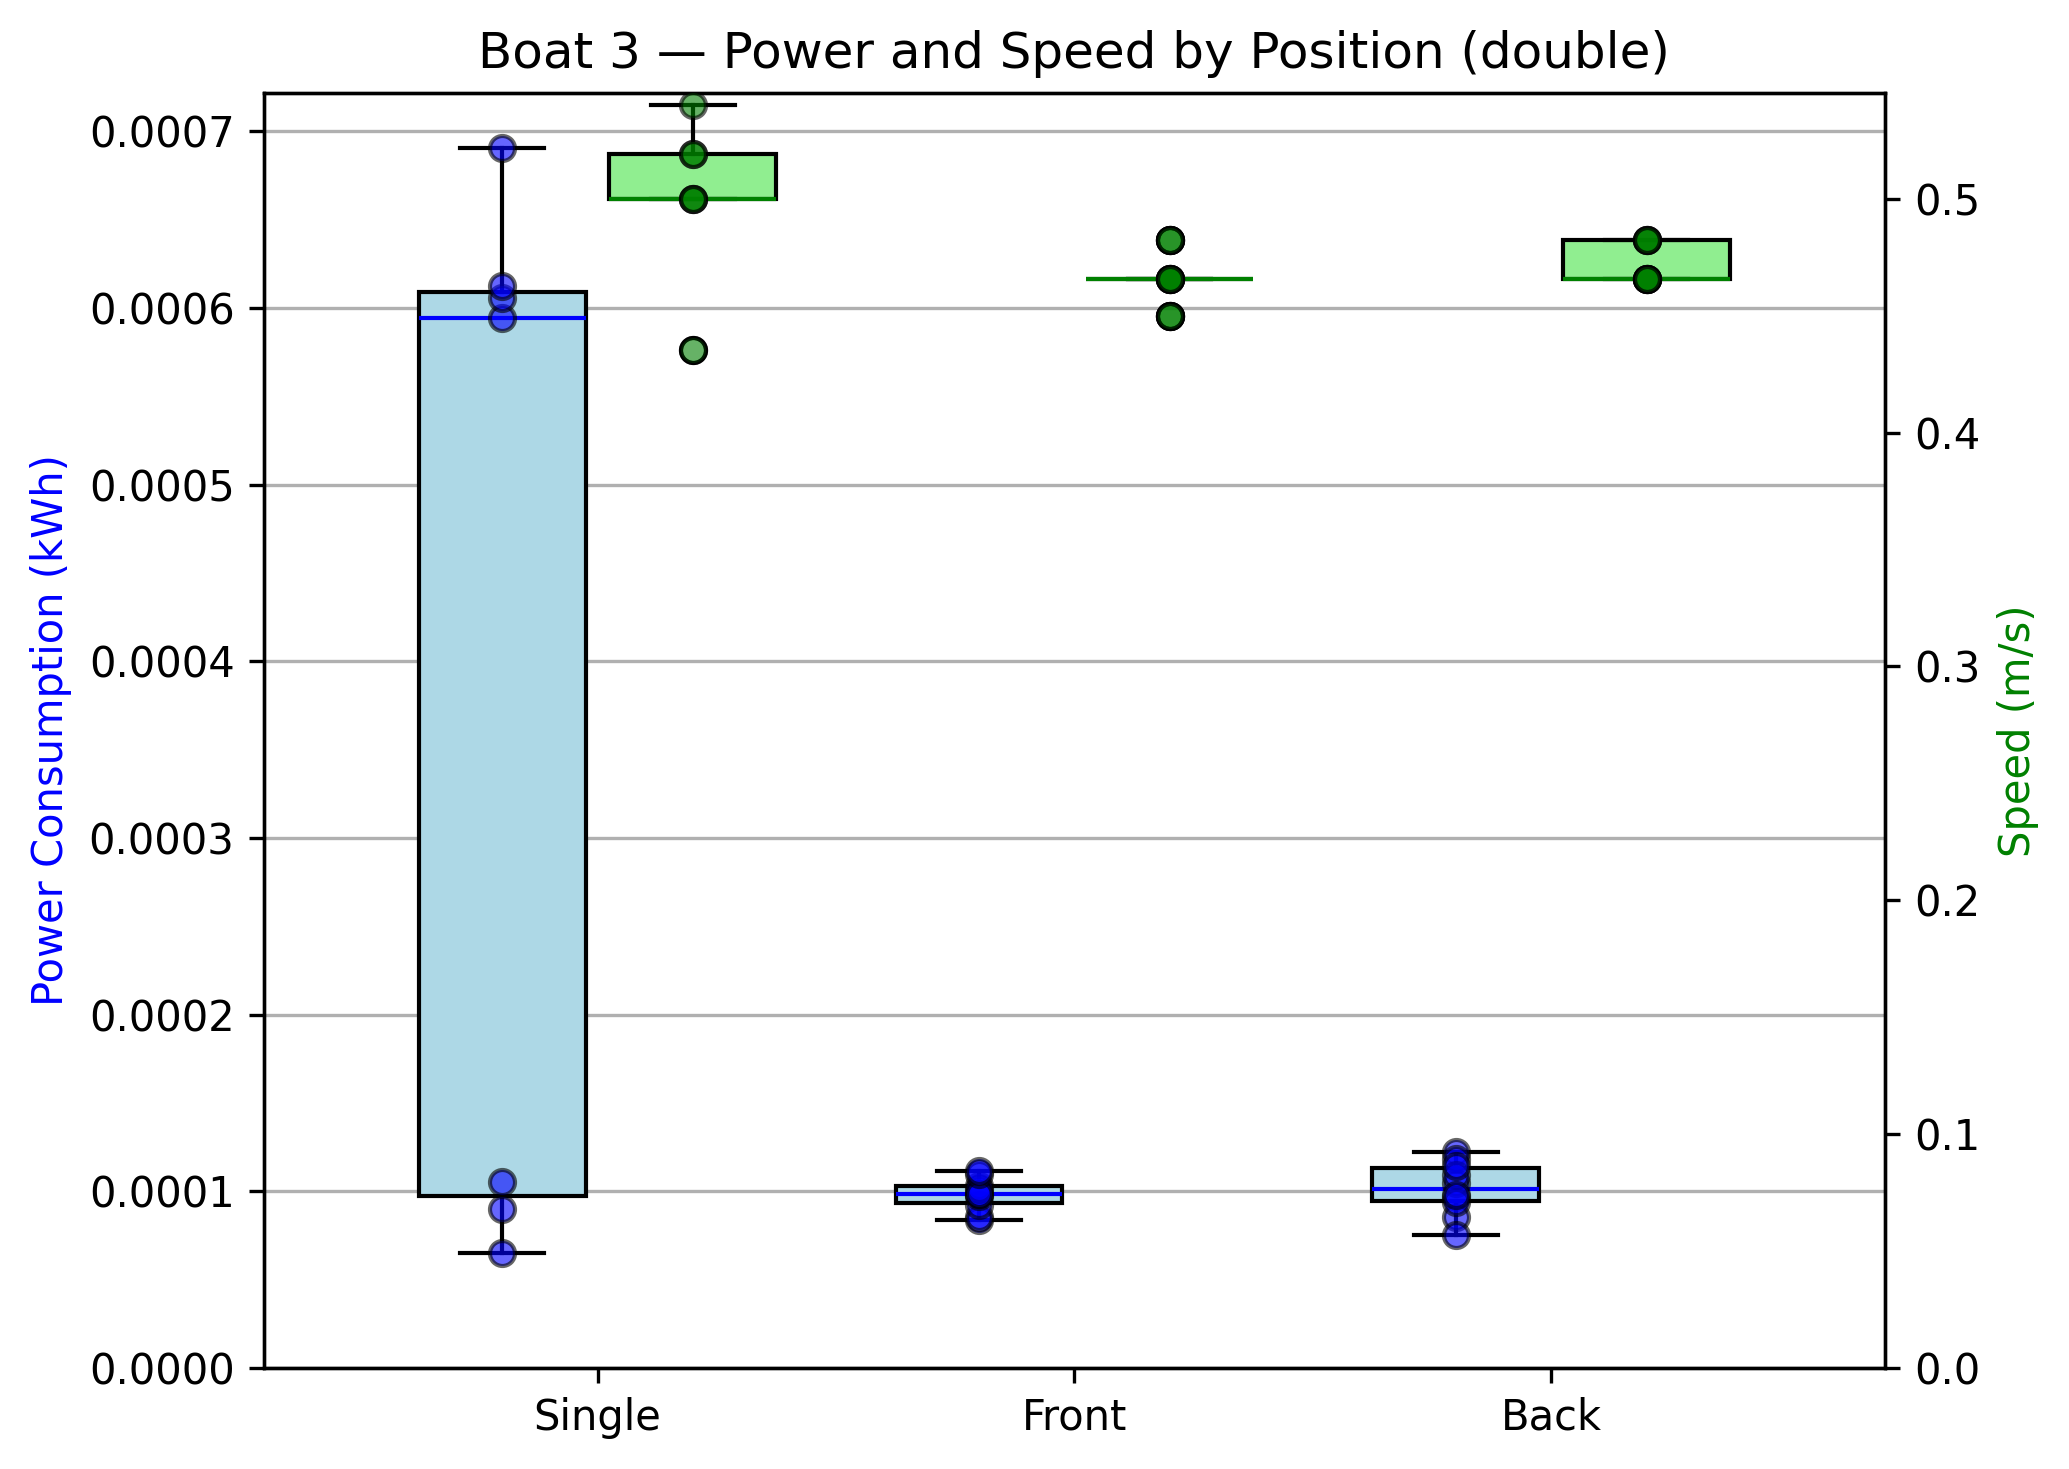 Boat 3 — Power and Speed by Position (double)
Power Consumption (kWh)
0.0007
0.0006
0.0005
0.0004
0.0003
0.0002
0.0001
0.0000
0.5
0.4
0.3
0.2
0.1
0.0
Speed (m/s)
Single
Front
Back